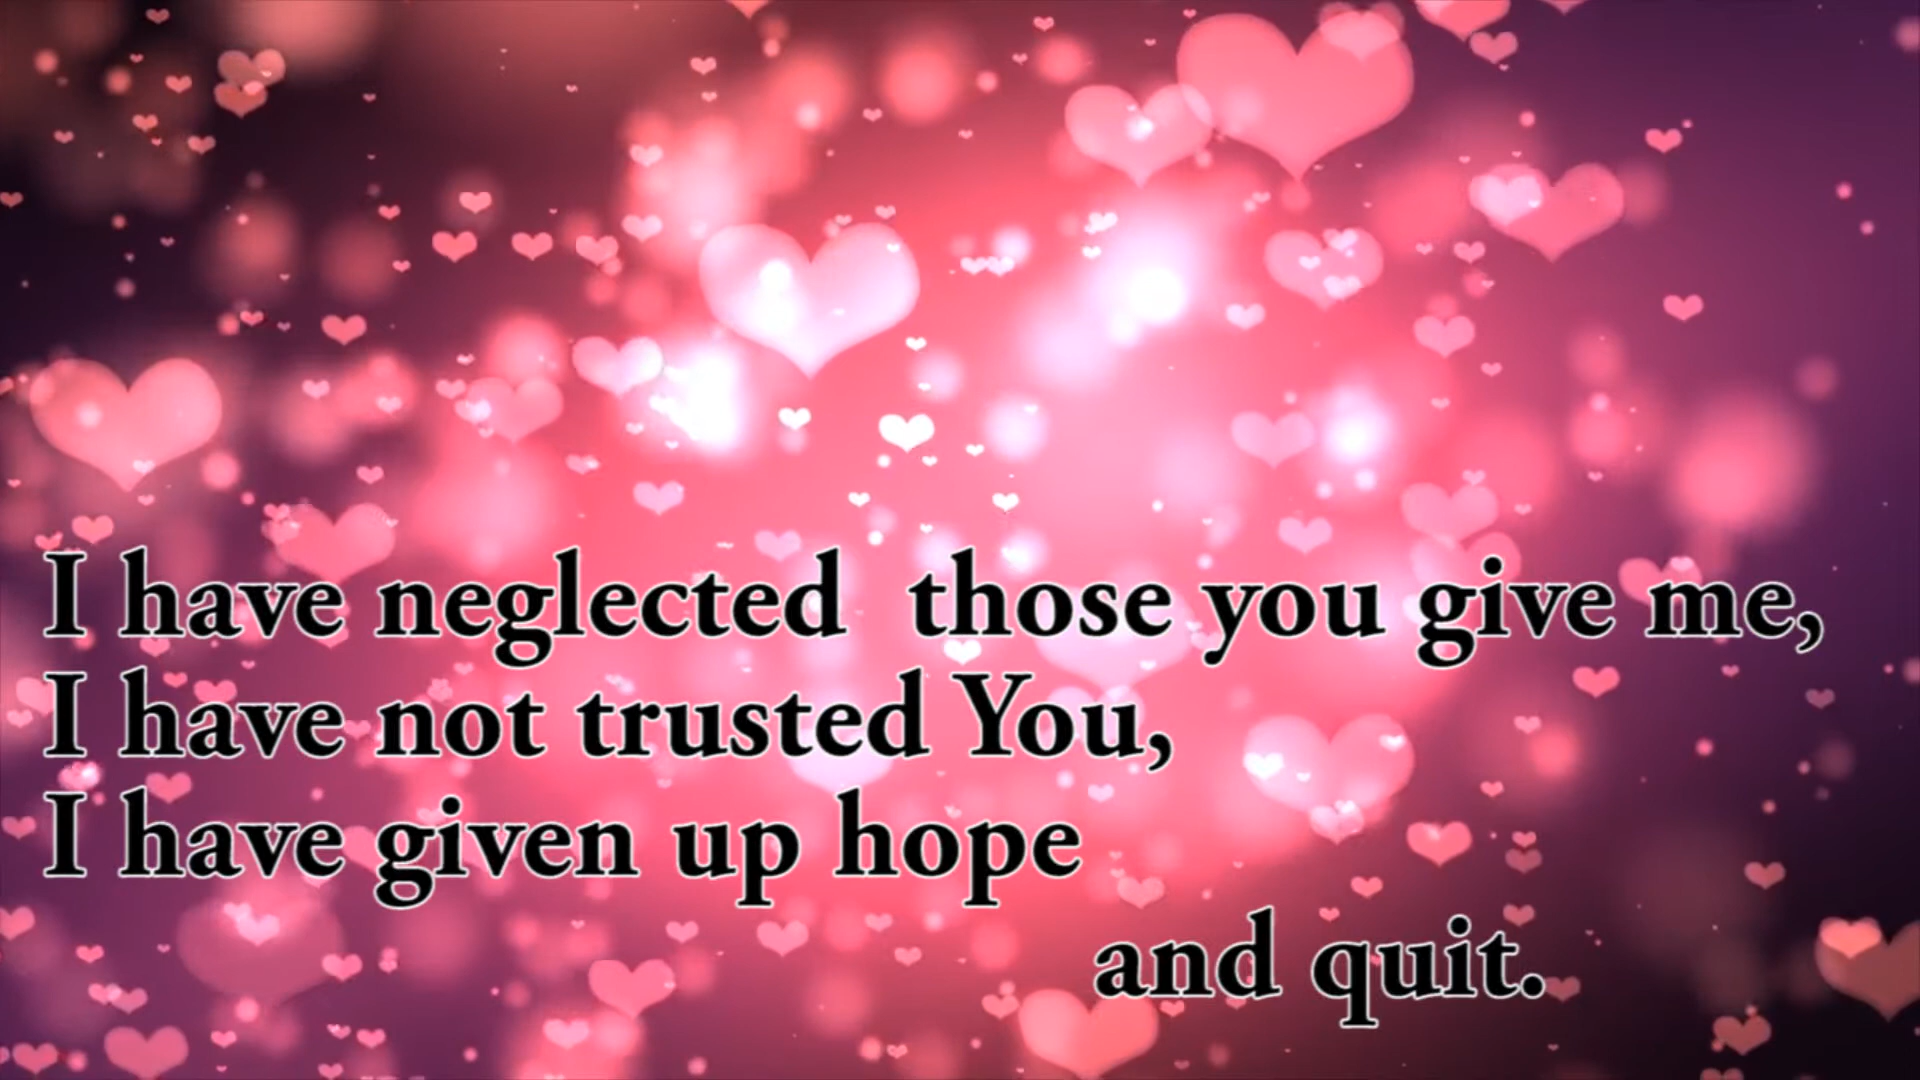 I have neglected  those you give me,
I have not trusted You,
I have given up hope
and quit.